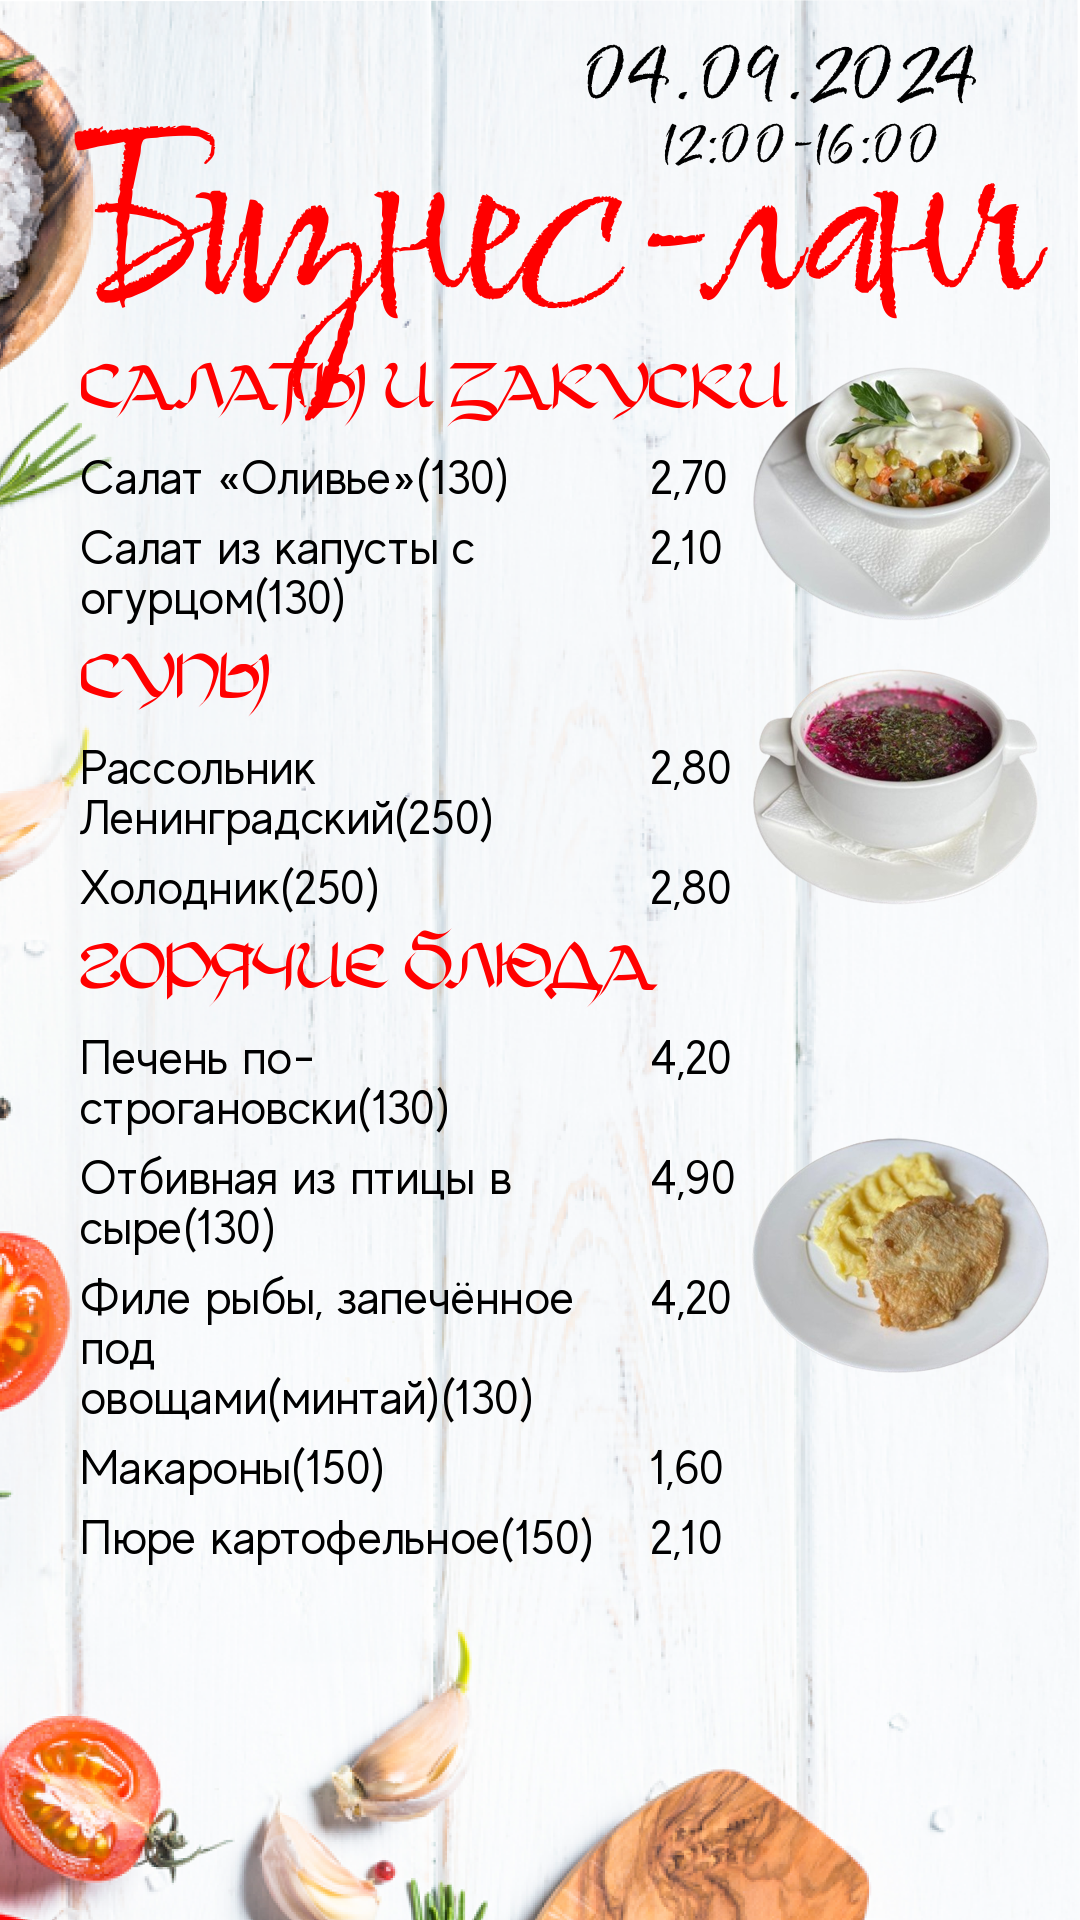 04.09.2024
12:00-16:00
Бизнес-ланч
САЛАТЫ И ЗАКУСКИ
Салат «Оливье»(130) 2,70
Салат из капусты с 2,10
огурцом(130)
СУПЫ
Рассольник 2,80
Ленинградский(250)
Холодник(250) 2,80
ГОРЯЧИЕ БЛЮДА
Печень по- 4,20
строгановски(130)
Отбивная из птицы в 4,90
сыре(130)
Филе рыбы, запечённое 4,20
под
овощами(минтай)(130)
Макароны(150) 1,60
Пюре картофельное(150) 2,10